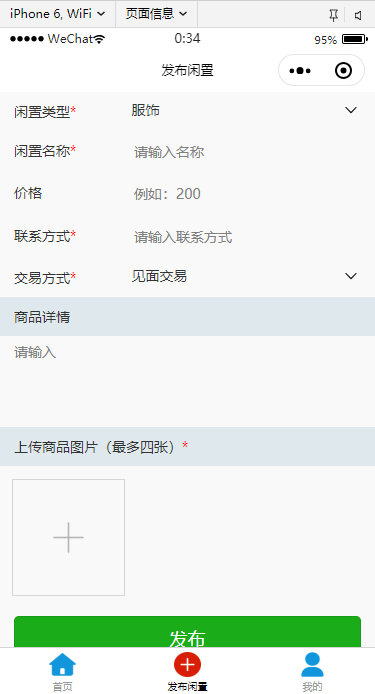 iPhone 6, WiFi 页面信息
WeChat 0:34 95%
发布闲置
闲置类型* 服饰
闲置名称* 请输入名称
价格 例如：200
联系方式* 请输入联系方式
交易方式* 见面交易
商品详情
请输入
上传商品图片（最多四张）*
发布
首页 发布闲置 我的